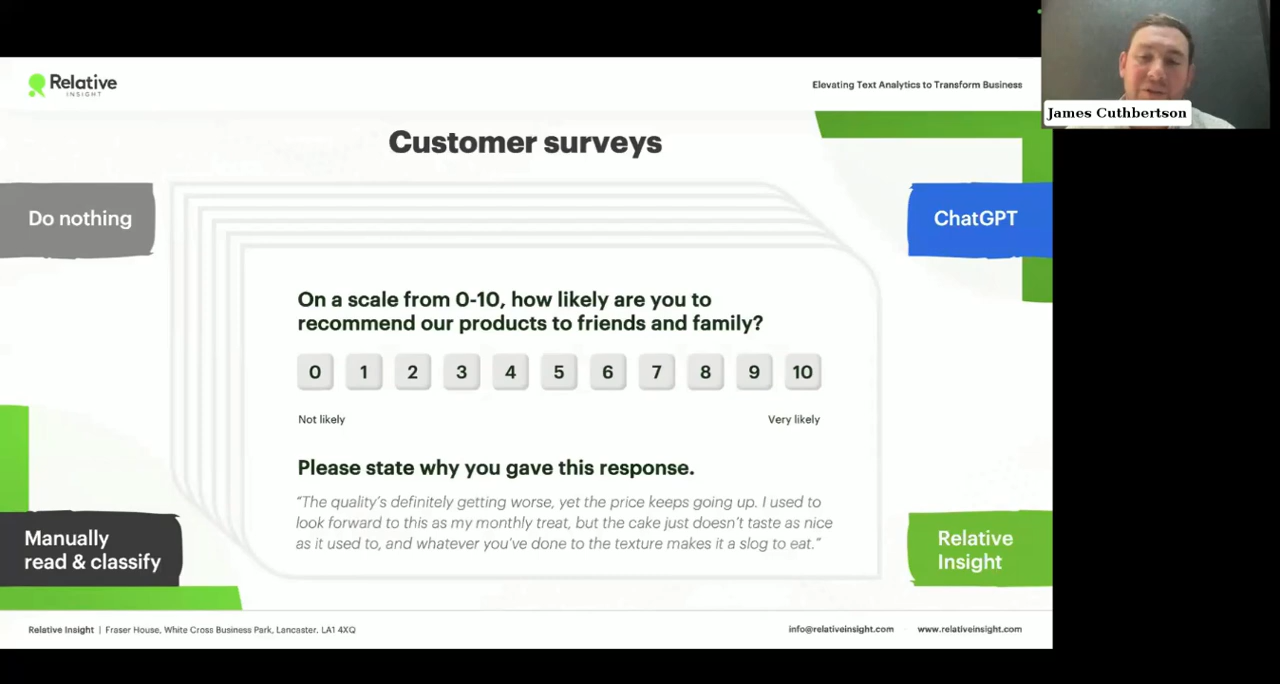 Relative
INSIGHT
Elevating Text Analytics to Transform Business
James Cuthbertson
Customer surveys
Do nothing
ChatGPT
On a scale from 0-10, how likely are you to
recommend our products to friends and family?
0 1 2 3 4 5 6 7 8 9 10
Not likely Very likely
Please state why you gave this response.
“The quality’s definitely getting worse, yet the price keeps going up. I used to
look forward to this as my monthly treat, but the cake just doesn’t taste as nice
as it used to, and whatever you’ve done to the texture makes it a slog to eat.”
Manually
read & classify
Relative
Insight
Relative Insight | Fraser House, White Cross Business Park, Lancaster. LA1 4XQ
info@relativeinsight.com · www.relativeinsight.com